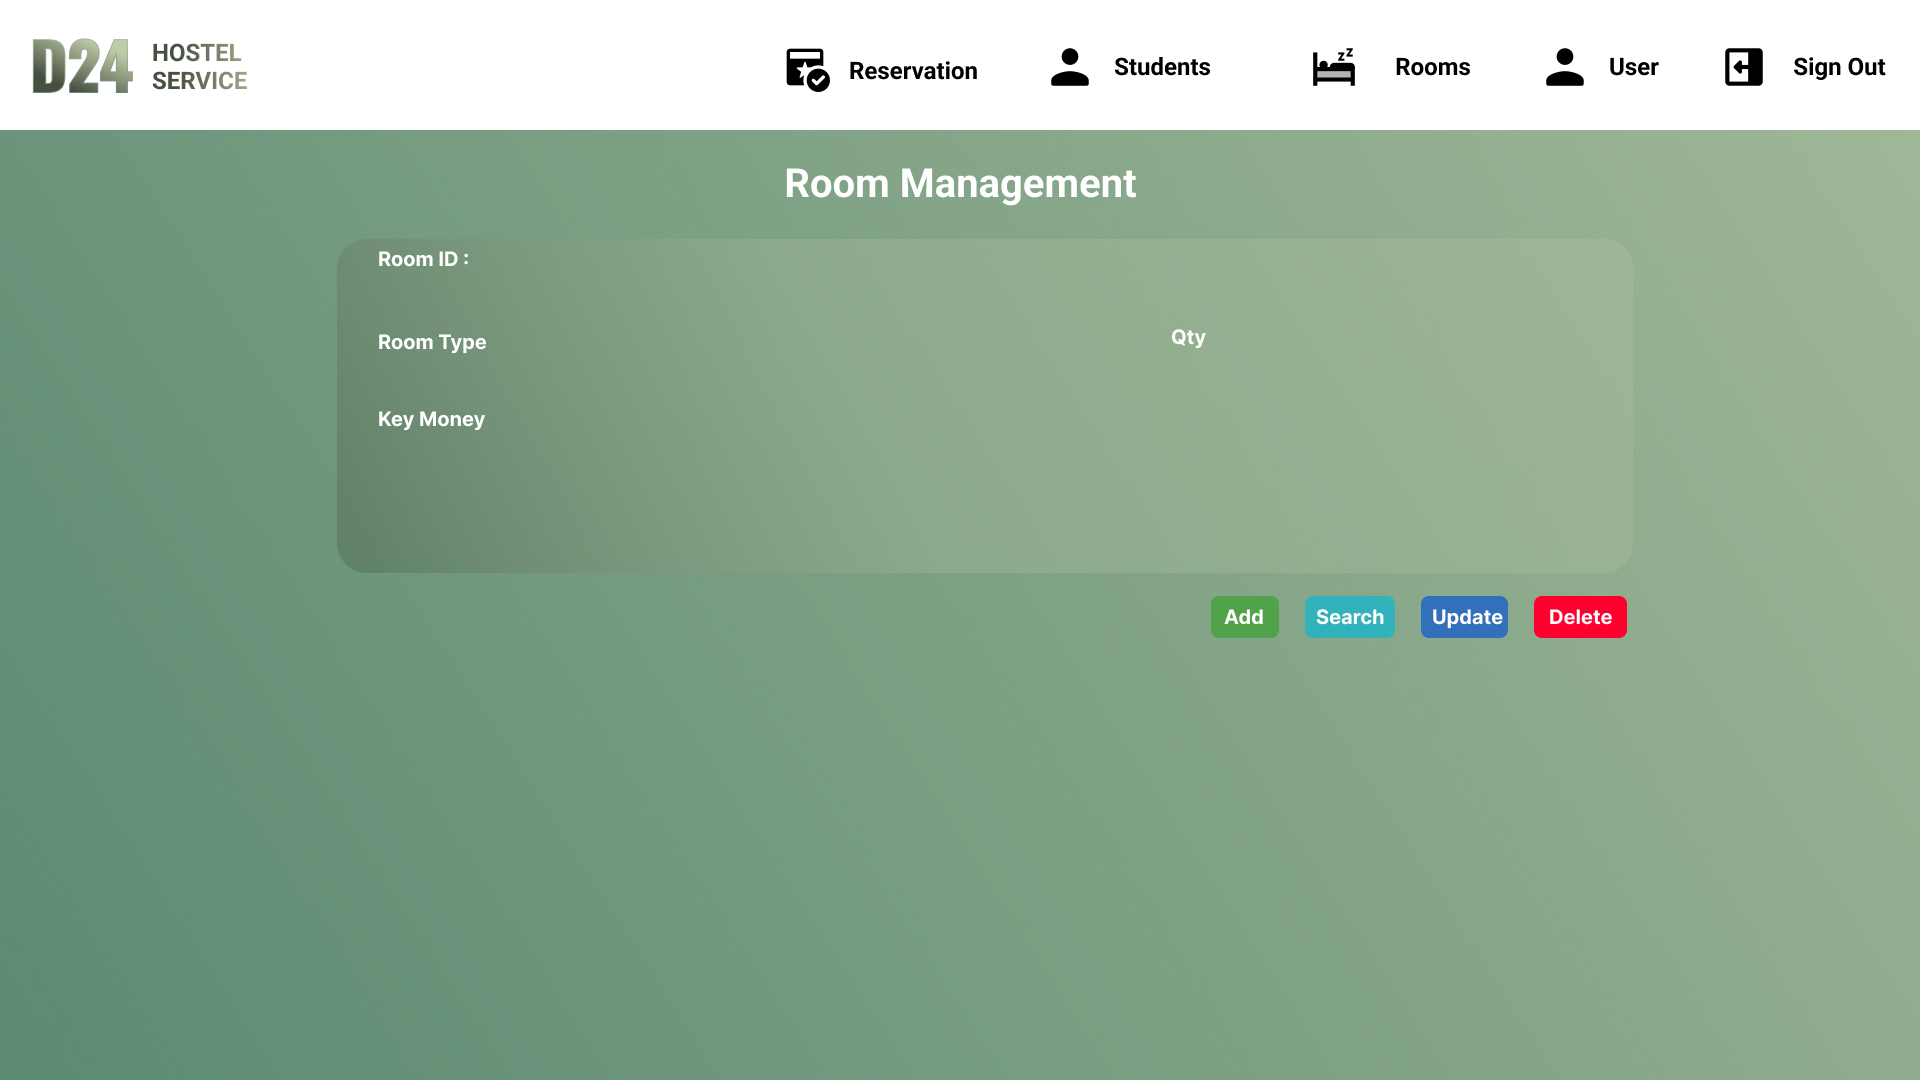 D24
HOSTEL
SERVICE
Reservation
Students
zz
Rooms
User
Sign Out
Room Management
Room ID :
Room Type
Qty
Key Money
Add
Search
Update
Delete